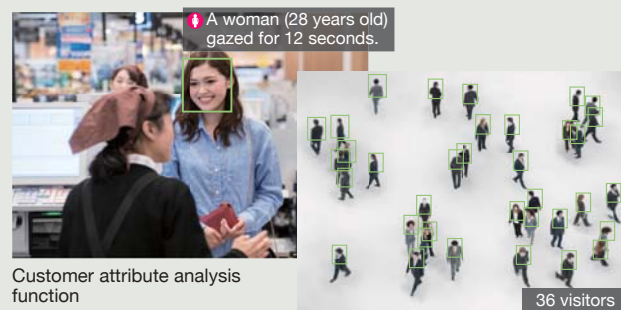 A woman (28 years old)
gazed for 12 seconds.
Customer attribute analysis
function
36 visitors